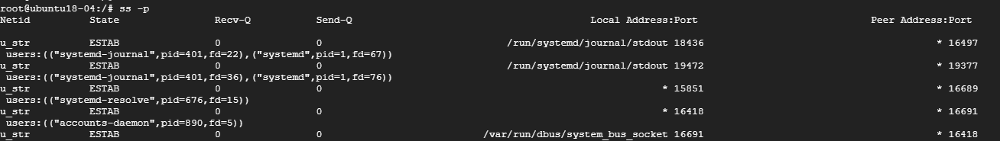 root@ubuntu18-04:/# ss -p
Netid State Recv-Q Send-Q Local Address:Port Peer Address:Port
u_str ESTAB 0 0 /run/systemd/journal/stdout 18436 * 16497
users:(("systemd-journal",pid=401,fd=22),("systemd",pid=1,fd=67))
u_str ESTAB 0 0 /run/systemd/journal/stdout 19472 * 19377
users:(("systemd-journal",pid=401,fd=36),("systemd",pid=1,fd=76))
u_str ESTAB 0 0 * 15851 * 16689
users:(("systemd-resolve",pid=676,fd=15))
u_str ESTAB 0 0 * 16418 * 16691
users:(("accounts-daemon",pid=890,fd=5))
u_str ESTAB 0 0 /var/run/dbus/system_bus_socket 16691 * 16418